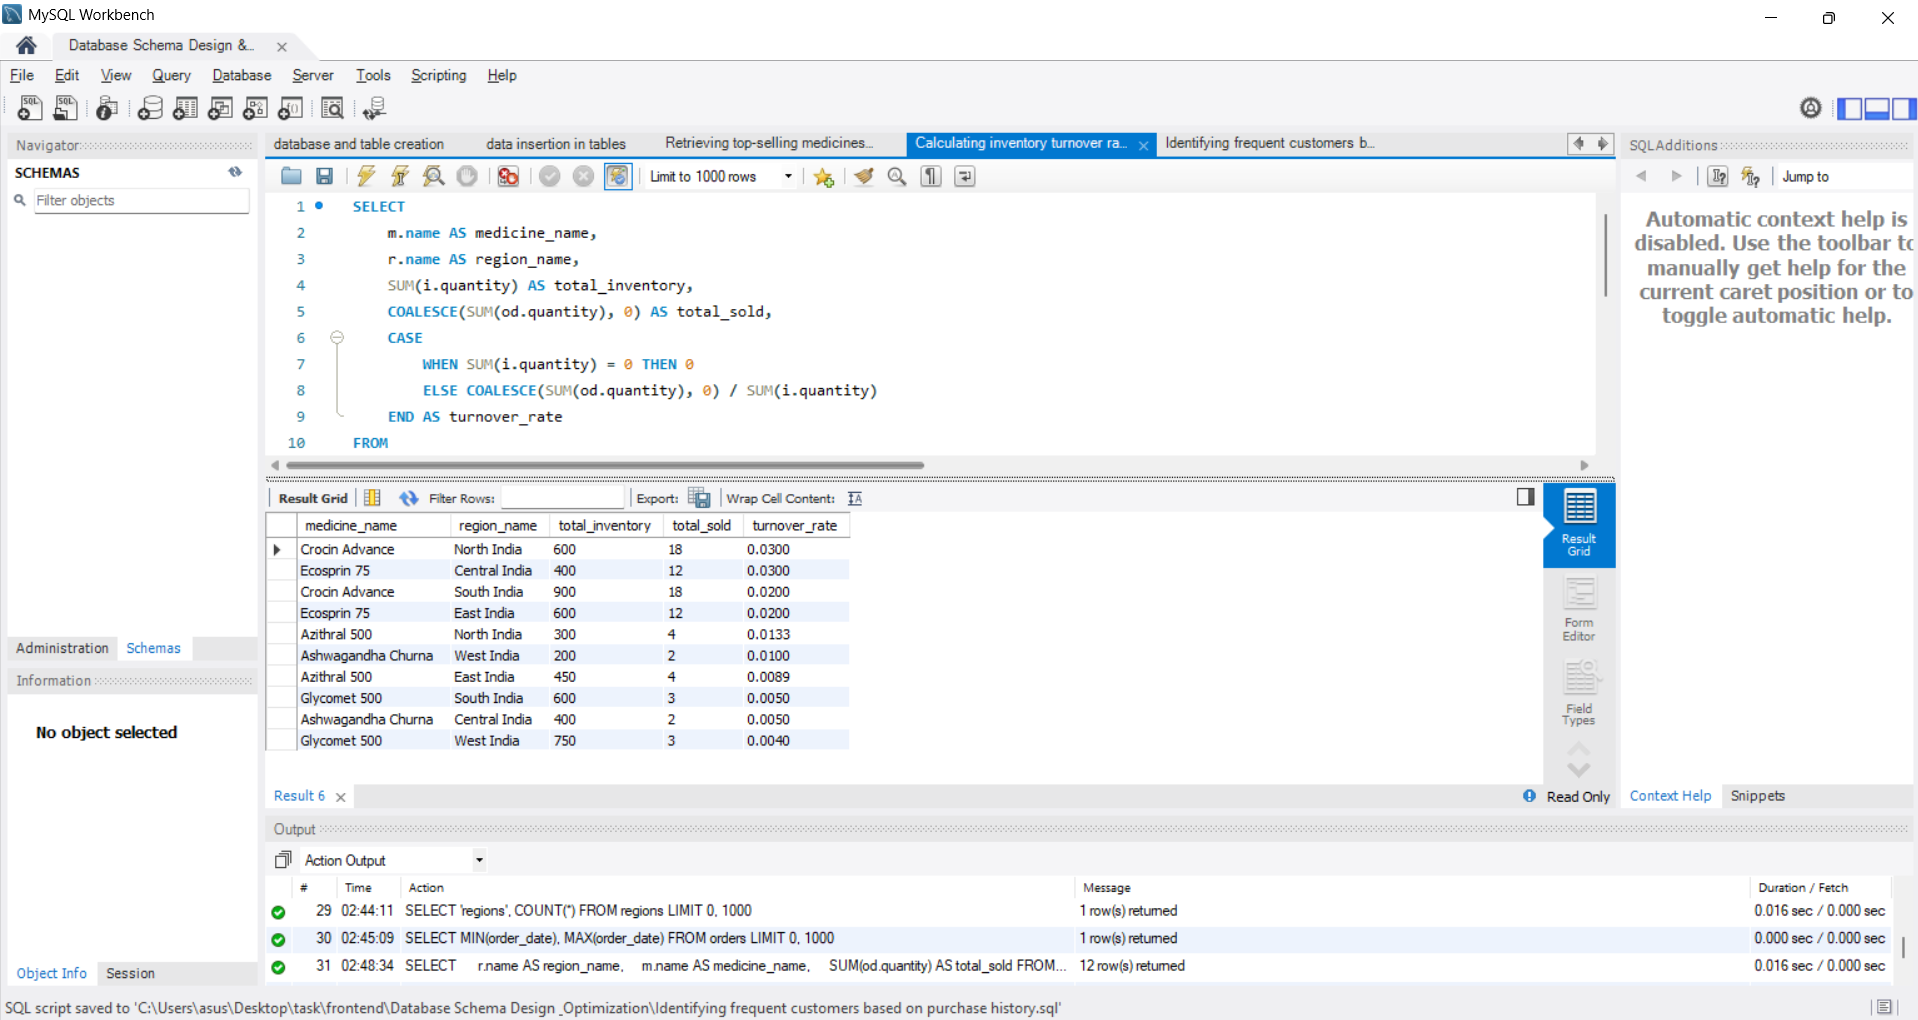 MySQL Workbench
Database Schema Design &...
File Edit View Query Database Server Tools Scripting Help
Navigator
SCHEMAS
Filter objects
Administration Schemas
Information
No object selected
Object Info Session
database and table creation data insertion in tables Retrieving top-selling medicines... Calculating inventory turnover ra... Identifying frequent customers b...
Limit to 1000 rows
1 SELECT
2 m.name AS medicine_name,
3 r.name AS region_name,
4 SUM(i.quantity) AS total_inventory,
5 COALESCE(SUM(od.quantity), 0) AS total_sold,
6 CASE
7 WHEN SUM(i.quantity) = 0 THEN 0
8 ELSE COALESCE(SUM(od.quantity), 0) / SUM(i.quantity)
9 END AS turnover_rate
10 FROM
Result Grid Filter Rows: Export: Wrap Cell Content:
medicine_name region_name total_inventory total_sold turnover_rate
Crocin Advance North India 600 18 0.0300
Ecosprin 75 Central India 400 12 0.0300
Crocin Advance South India 900 18 0.0200
Ecosprin 75 East India 600 12 0.0200
Azithral 500 North India 300 4 0.0133
Ashwagandha Churna West India 200 2 0.0100
Azithral 500 East India 450 4 0.0089
Glycomet 500 South India 600 3 0.0050
Ashwagandha Churna Central India 400 2 0.0050
Glycomet 500 West India 750 3 0.0040
Result
Grid
Form
Editor
Field
Types
Result 6 Read Only
SQLAdditions
Jump to
Automatic context help is
disabled. Use the toolbar to
manually get help for the
current caret position or to
toggle automatic help.
Context Help Snippets
Output
Action Output
# Time Action Message Duration / Fetch
29 02:44:11 SELECT 'regions', COUNT(*) FROM regions LIMIT 0, 1000 1 row(s) returned 0.016 sec / 0.000 sec
30 02:45:09 SELECT MIN(order_date), MAX(order_date) FROM orders LIMIT 0, 1000 1 row(s) returned 0.000 sec / 0.000 sec
31 02:48:34 SELECT r.name AS region_name, m.name AS medicine_name, SUM(od.quantity) AS total_sold FROM... 12 row(s) returned 0.016 sec / 0.000 sec
SQL script saved to 'C:\Users\asus\Desktop\task\frontend\Database Schema Design _Optimization\Identifying frequent customers based on purchase history.sql'